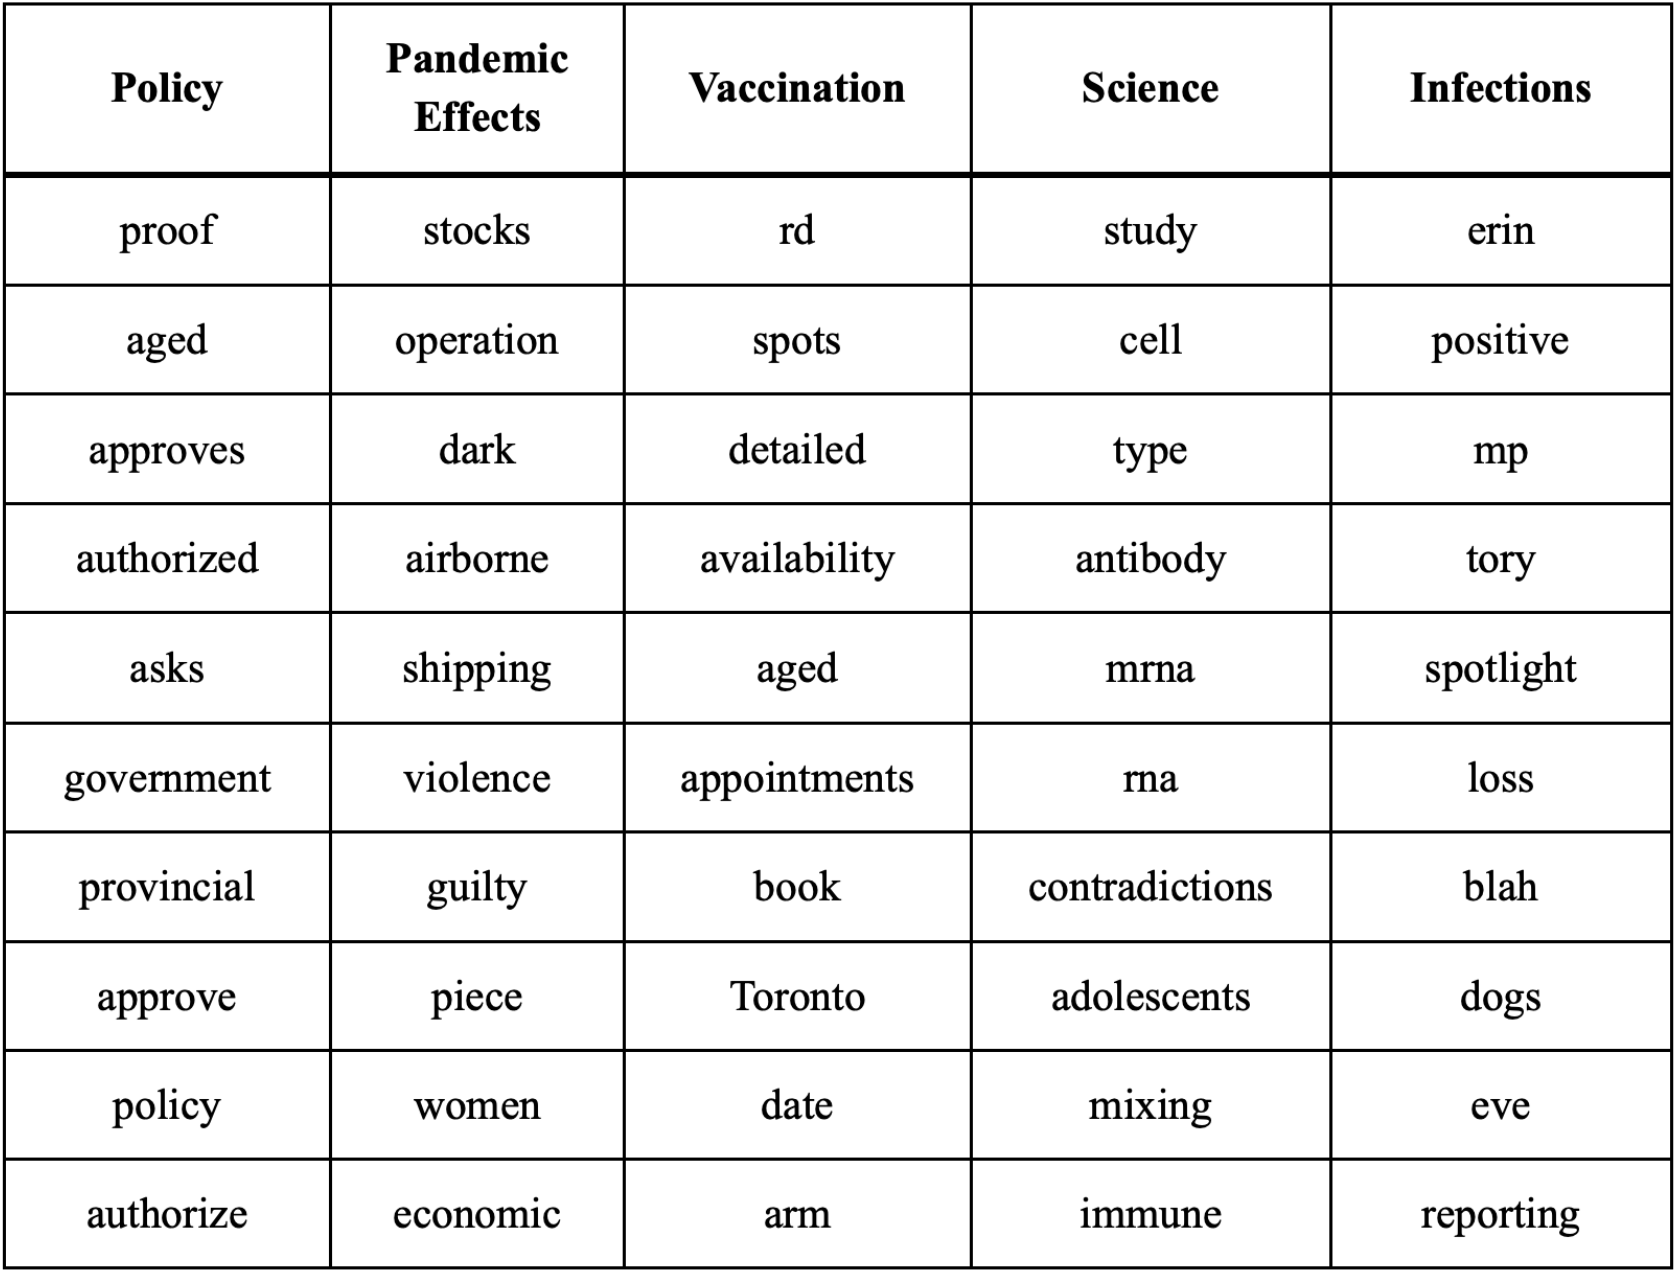 Policy Pandemic Effects Vaccination Science Infections
proof stocks rd study erin
aged operation spots cell positive
approves dark detailed type mp
authorized airborne availability antibody tory
asks shipping aged mrna spotlight
government violence appointments rna loss
provincial guilty book contradictions blah
approve piece Toronto adolescents dogs
policy women date mixing eve
authorize economic arm immune reporting